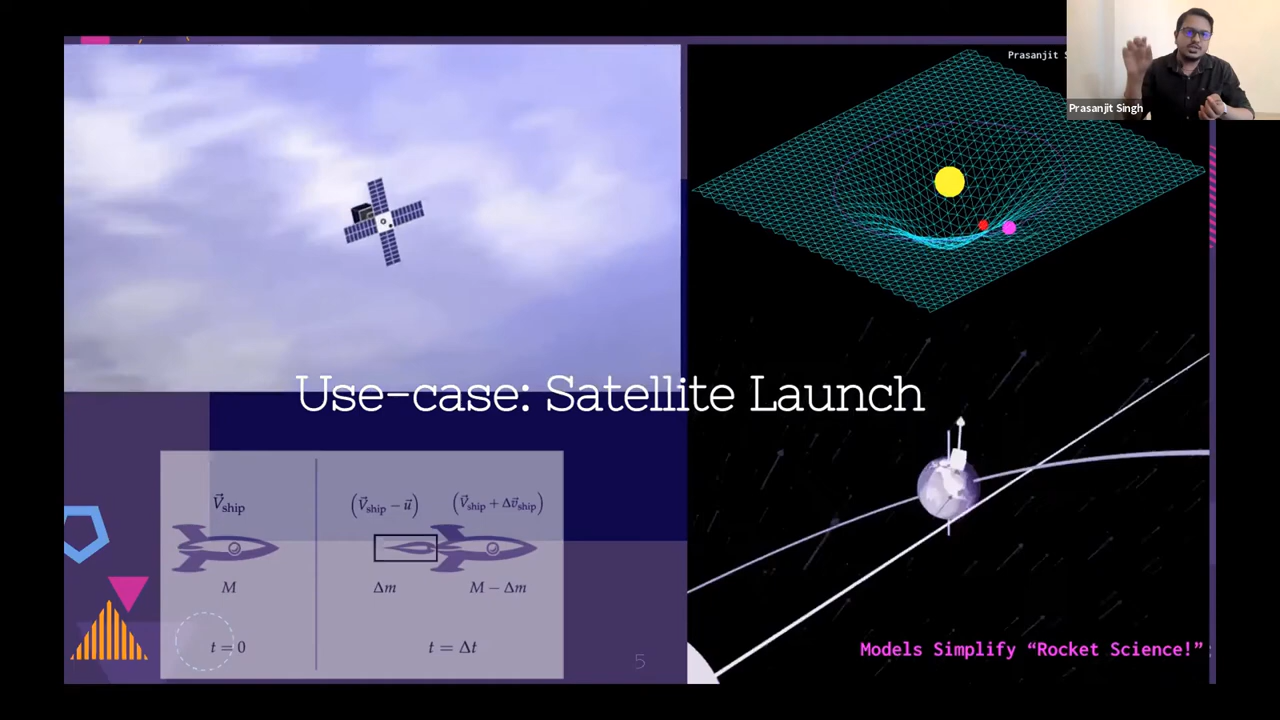 Prasanjit
Prasanjit Singh
Use-case: Satellite Launch
V⃗ship
(V⃗ship − u⃗) (V⃗ship + Δv⃗ship)
M Δm M − Δm
t = 0 t = Δt
5
Models Simplify “Rocket Science!”